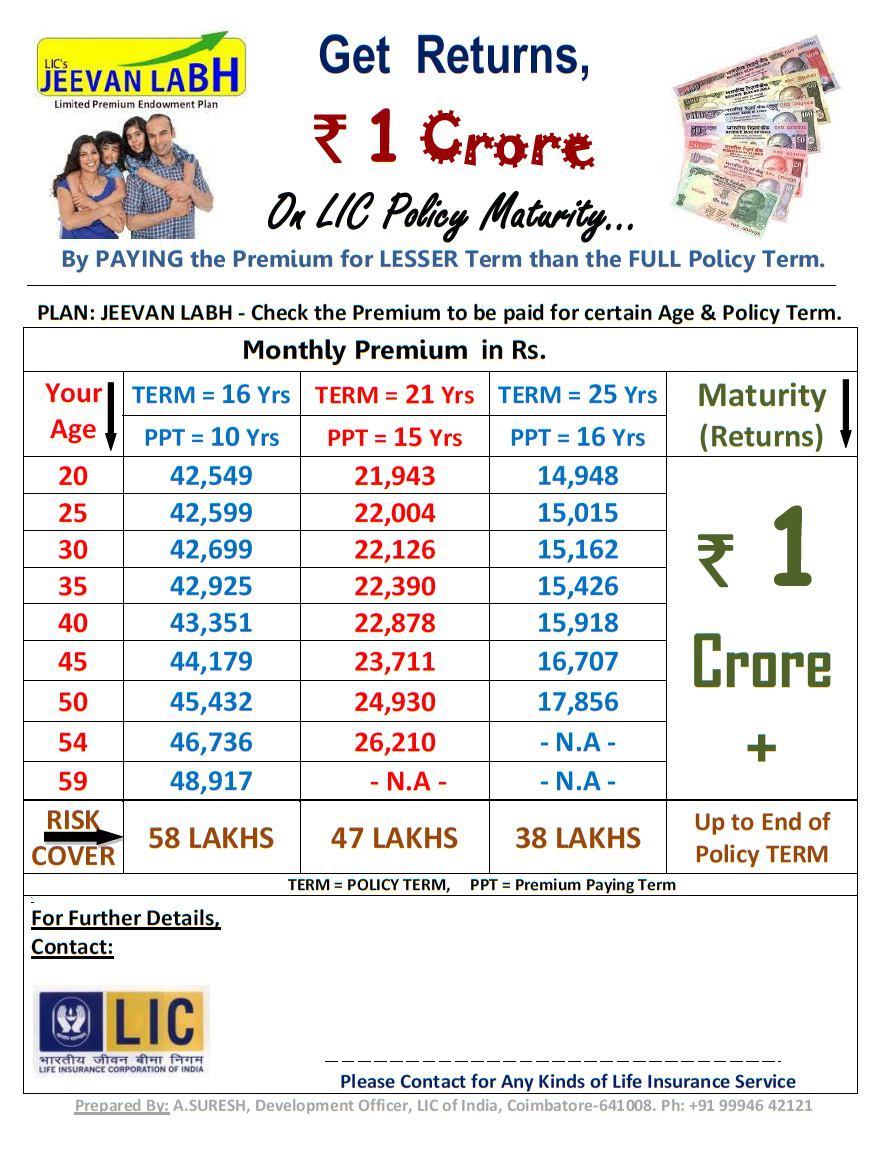 LIC's
JEEVAN LABH
Limited Premium Endowment Plan
Get Returns,
₹ 1 Crore
On LIC Policy Maturity...
By PAYING the Premium for LESSER Term than the FULL Policy Term.
PLAN: JEEVAN LABH - Check the Premium to be paid for certain Age & Policy Term.
Monthly Premium in Rs.
Your Age TERM = 16 Yrs TERM = 21 Yrs TERM = 25 Yrs Maturity (Returns)
PPT = 10 Yrs PPT = 15 Yrs PPT = 16 Yrs
20 42,549 21,943 14,948
25 42,599 22,004 15,015
30 42,699 22,126 15,162
35 42,925 22,390 15,426
40 43,351 22,878 15,918
45 44,179 23,711 16,707
50 45,432 24,930 17,856
54 46,736 26,210 - N.A -
59 48,917 - N.A - - N.A -
₹ 1
Crore
+
RISK COVER 58 LAKHS 47 LAKHS 38 LAKHS Up to End of Policy TERM
TERM = POLICY TERM, PPT = Premium Paying Term
For Further Details,
Contact:
LIC
भारतीय जीवन बीमा निगम
LIFE INSURANCE CORPORATION OF INDIA
Please Contact for Any Kinds of Life Insurance Service
Prepared By: A.SURESH, Development Officer, LIC of India, Coimbatore-641008. Ph: +91 99946 42121